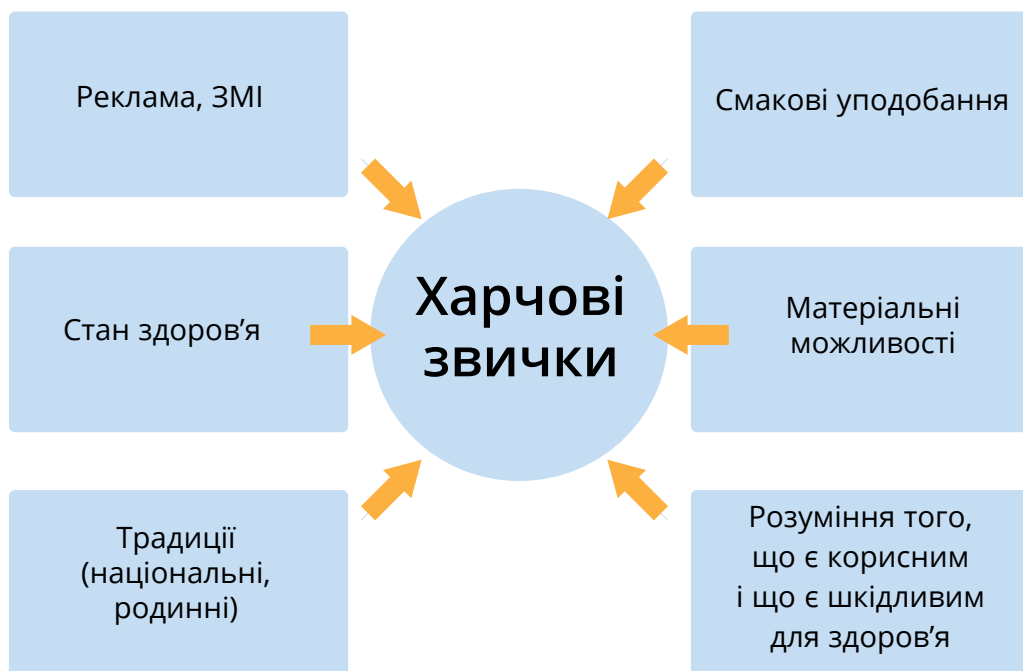 Реклама, ЗМІ
Смакові уподобання
Харчові
звички
Стан здоров’я
Матеріальні
можливості
Традиції
(національні,
родинні)
Розуміння того,
що є корисним
і що є шкідливим
для здоров’я